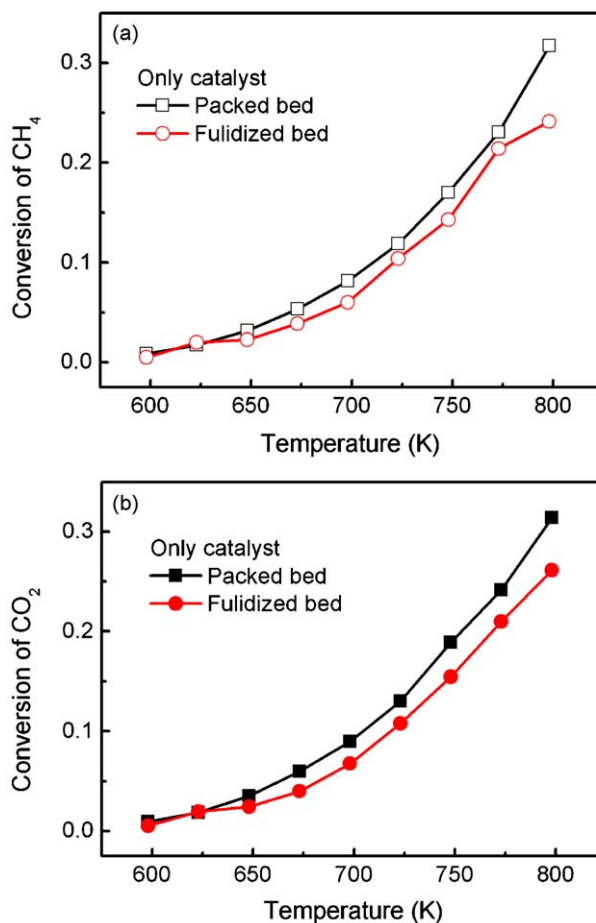 (a)
Only catalyst
Packed bed
Fulidized bed
Conversion of CH₄
0.3
0.2
0.1
0.0
600 650 700 750 800
Temperature (K)
(b)
Only catalyst
Packed bed
Fulidized bed
Conversion of CO₂
0.3
0.2
0.1
0.0
600 650 700 750 800
Temperature (K)